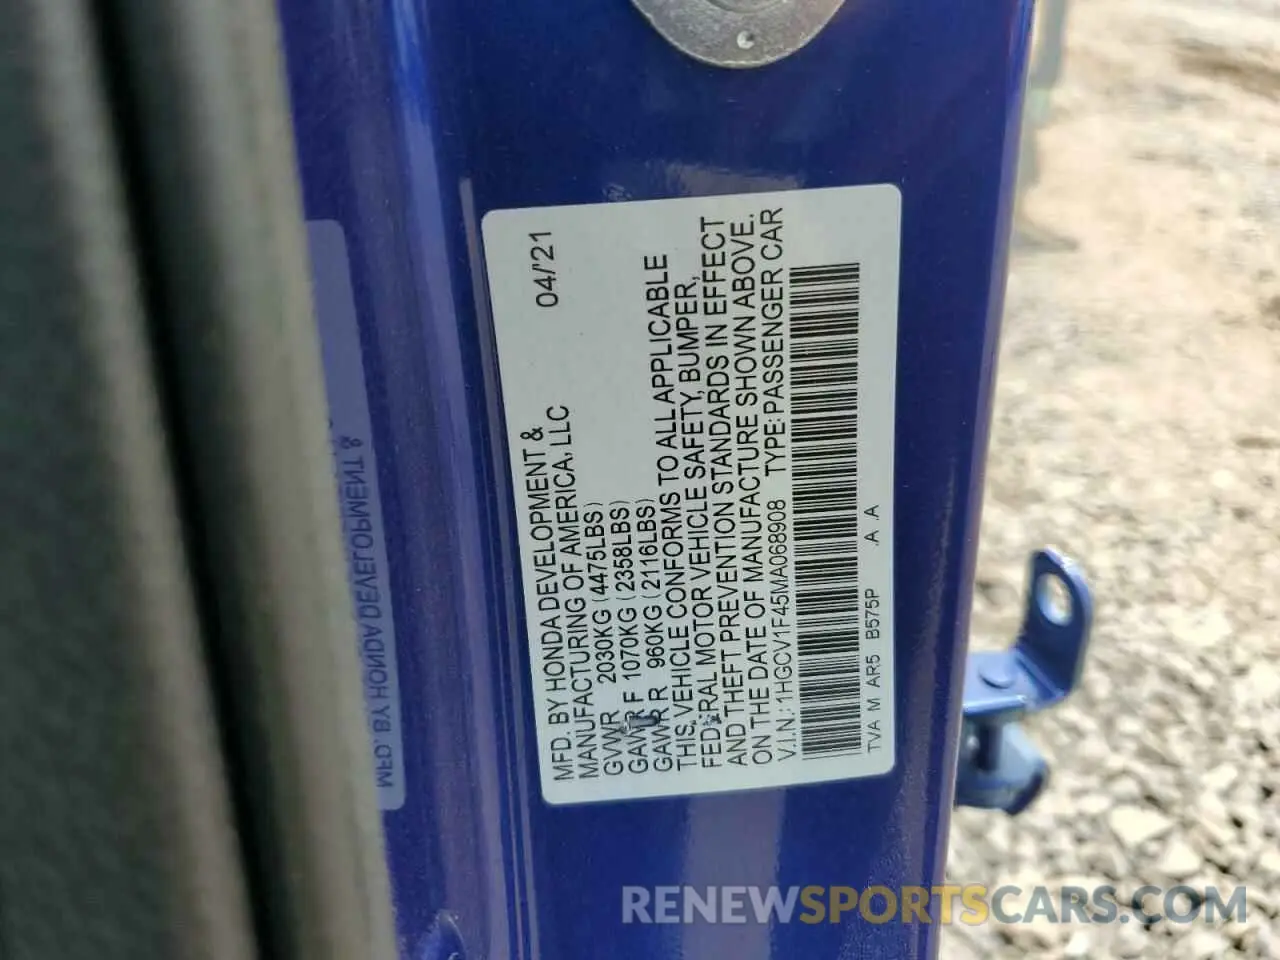 MFD. BY HONDA DEVELOPMENT &
MANUFACTURING OF AMERICA, LLC 04/'21
GVWR 2030KG (4475LBS)
GAWR F 1070KG (2358LBS)
GAWR R 960KG (2116LBS)
THIS VEHICLE CONFORMS TO ALL APPLICABLE
FEDERAL MOTOR VEHICLE SAFETY, BUMPER,
AND THEFT PREVENTION STANDARDS IN EFFECT
ON THE DATE OF MANUFACTURE SHOWN ABOVE.
V.I.N.: 1HGCV1F45MA068908 TYPE: PASSENGER CAR
TVA M AR5 B575P .A .A
MFD. BY HONDA DEVELOPMENT &
RENEWSPORTSCARS.COM